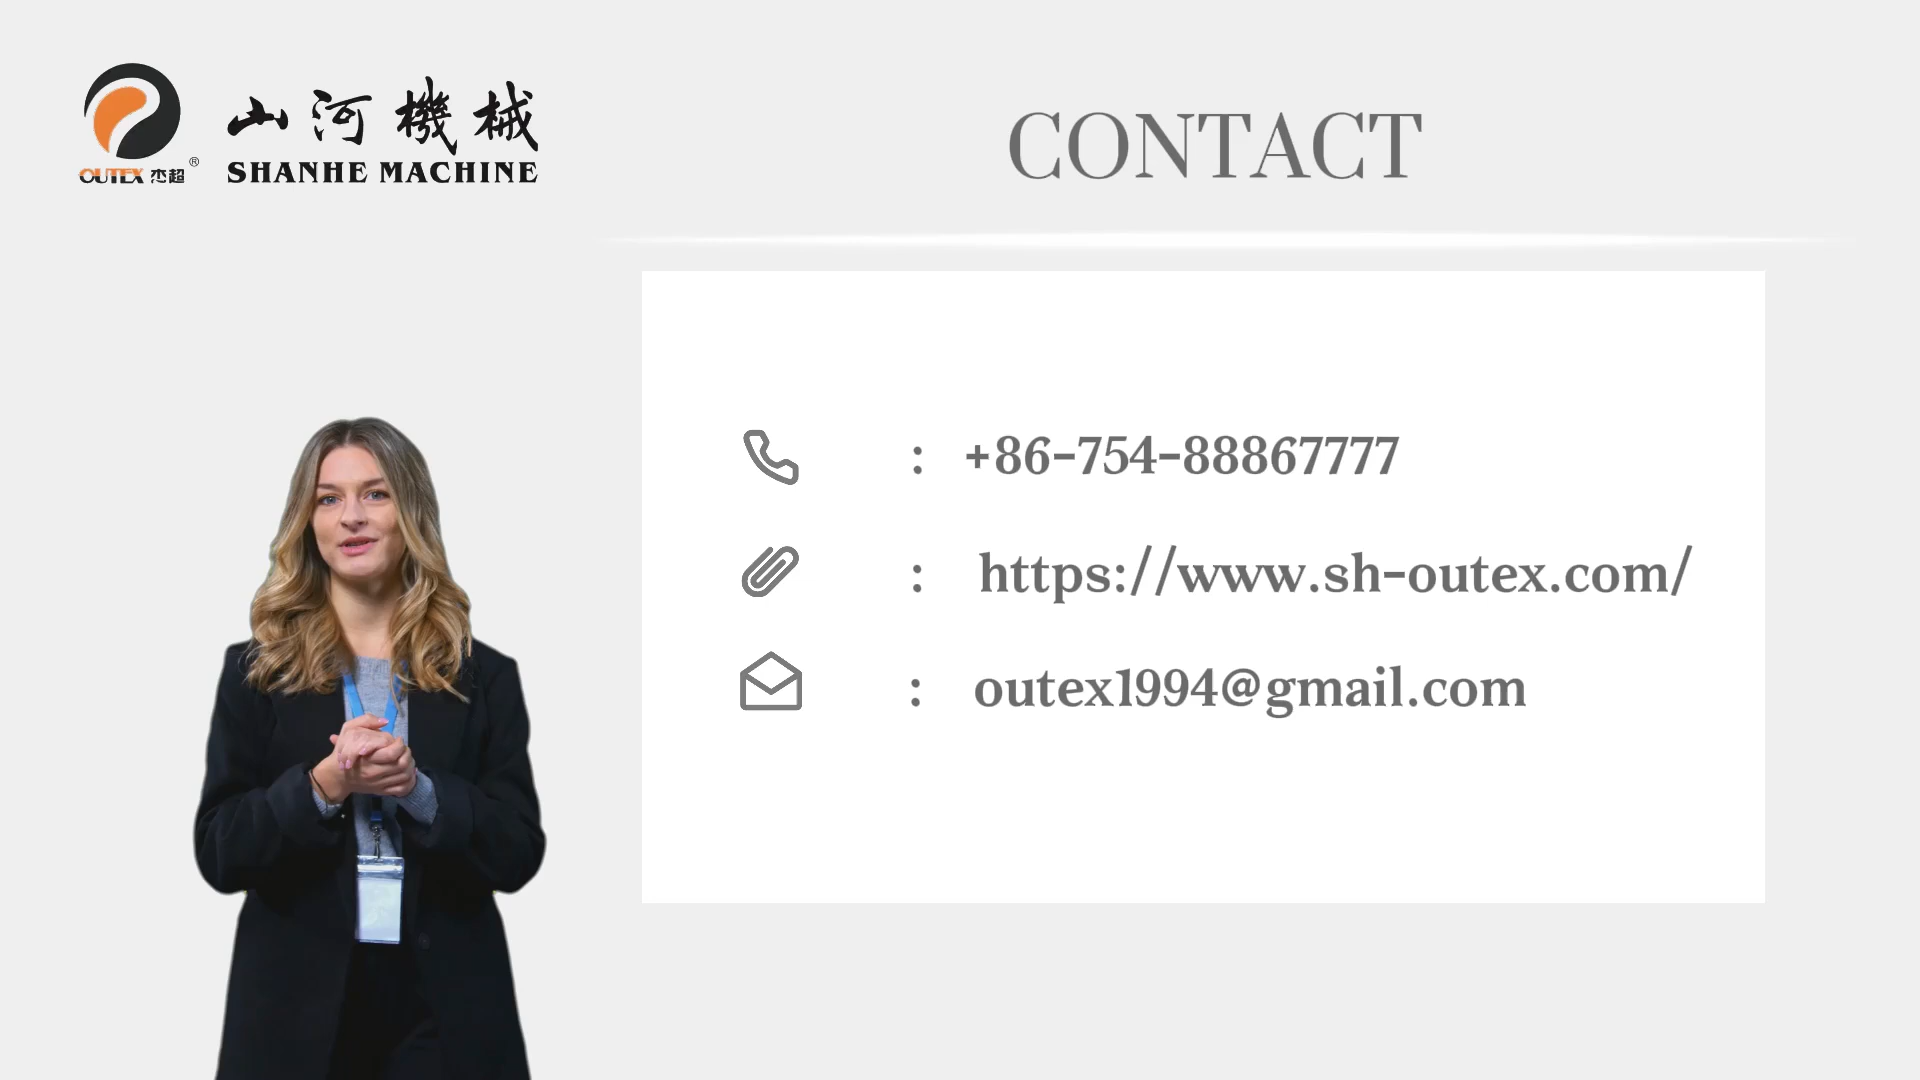 山河機械
OUTEX 杰超 ®
SHANHE MACHINE
CONTACT
: +86-754-88867777
: https://www.sh-outex.com/
: outex1994@gmail.com